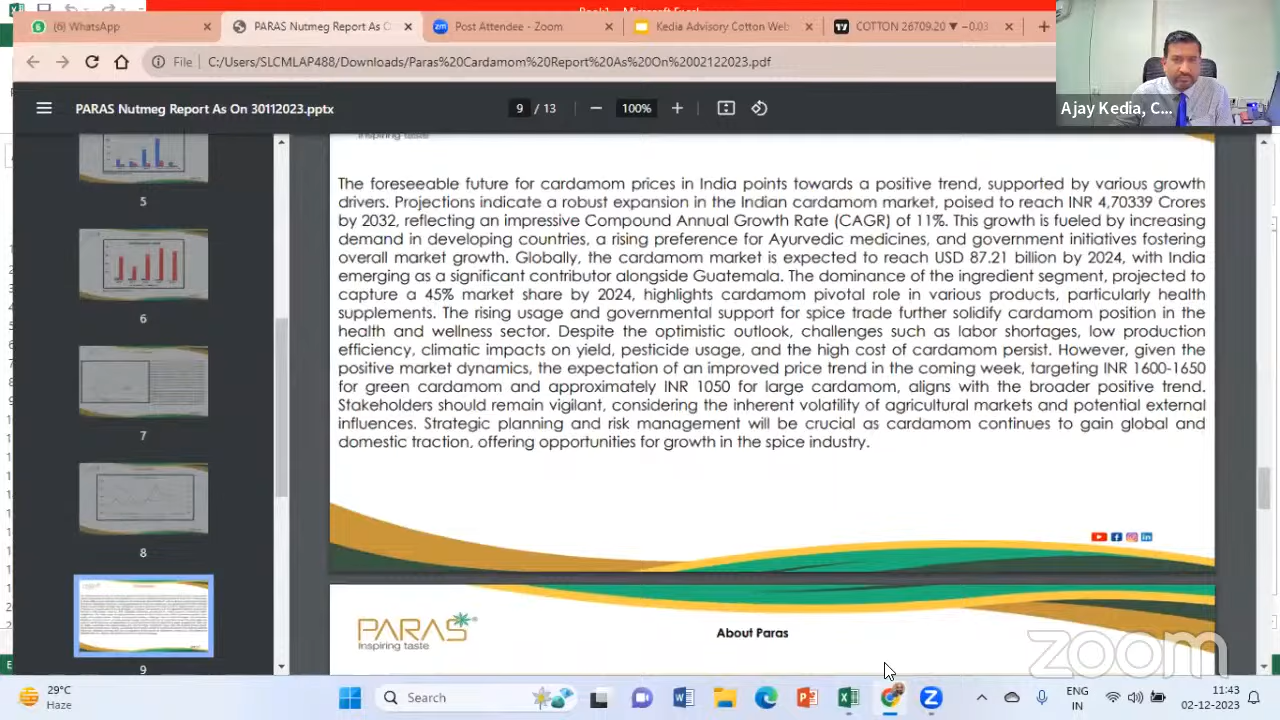 Book1 - Microsoft Excel
(6) WhatsApp
PARAS Nutmeg Report As O
Post Attendee - Zoom
Kedia Advisory Cotton Web
COTTON 26709.20 ▼ −0.03
File
C:/Users/SLCMLAP488/Downloads/Paras%20Cardamom%20Report%20As%20On%2002122023.pdf
Ajay Kedia, C...
PARAS Nutmeg Report As On 30112023.pptx
9 / 13
100%
Inspiring taste
The foreseeable future for cardamom prices in India points towards a positive trend, supported by various growth
drivers. Projections indicate a robust expansion in the Indian cardamom market, poised to reach INR 4,70339 Crores
by 2032, reflecting an impressive Compound Annual Growth Rate (CAGR) of 11%. This growth is fueled by increasing
demand in developing countries, a rising preference for Ayurvedic medicines, and government initiatives fostering
overall market growth. Globally, the cardamom market is expected to reach USD 87.21 billion by 2024, with India
emerging as a significant contributor alongside Guatemala. The dominance of the ingredient segment, projected to
capture a 45% market share by 2024, highlights cardamom pivotal role in various products, particularly health
supplements. The rising usage and governmental support for spice trade further solidify cardamom position in the
health and wellness sector. Despite the optimistic outlook, challenges such as labor shortages, low production
efficiency, climatic impacts on yield, pesticide usage, and the high cost of cardamom persist. However, given the
positive market dynamics, the expectation of an improved price trend in the coming week, targeting INR 1600-1650
for green cardamom and approximately INR 1050 for large cardamom, aligns with the broader positive trend.
Stakeholders should remain vigilant, considering the inherent volatility of agricultural markets and potential external
influences. Strategic planning and risk management will be crucial as cardamom continues to gain global and
domestic traction, offering opportunities for growth in the spice industry.
5
6
7
8
9
PARAS
Inspiring taste
About Paras
zoom
29°C
Haze
Search
ENG
IN
11:43
02-12-2023